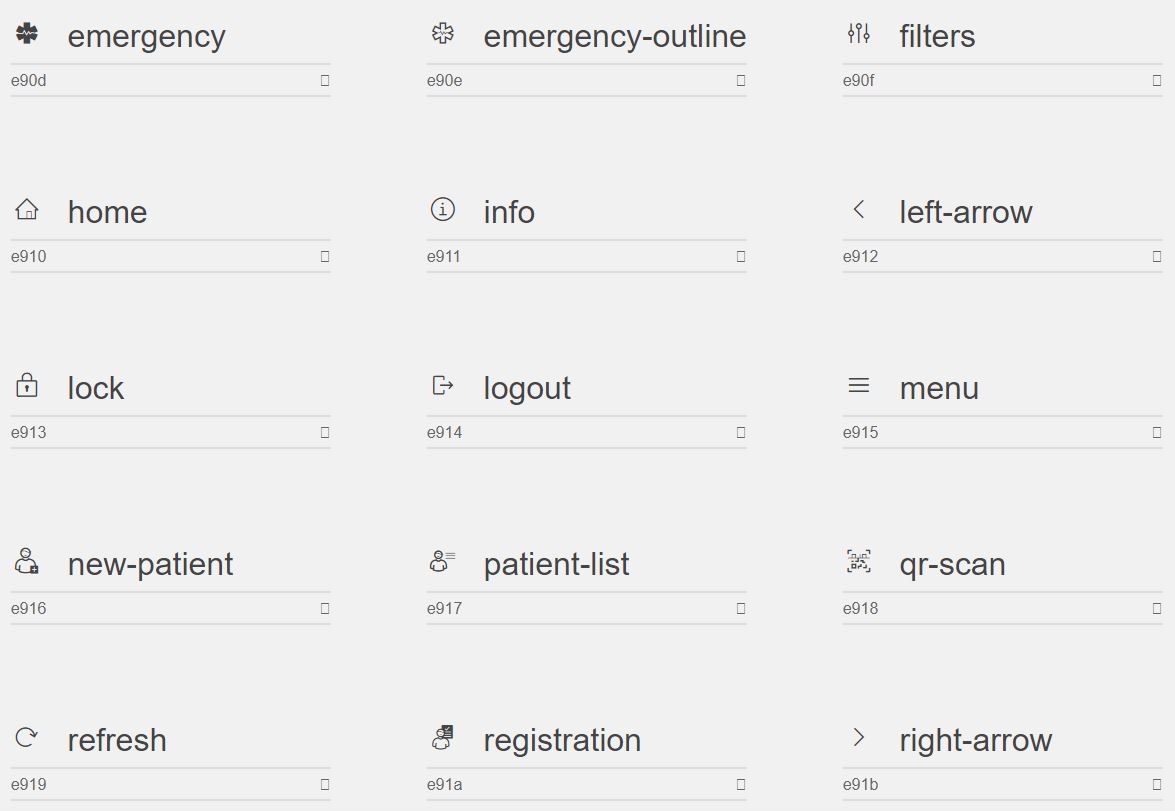 emergency
emergency-outline
filters
e90d
e90e
e90f
home
info
left-arrow
e910
e911
e912
lock
logout
menu
e913
e914
e915
new-patient
patient-list
qr-scan
e916
e917
e918
refresh
registration
right-arrow
e919
e91a
e91b